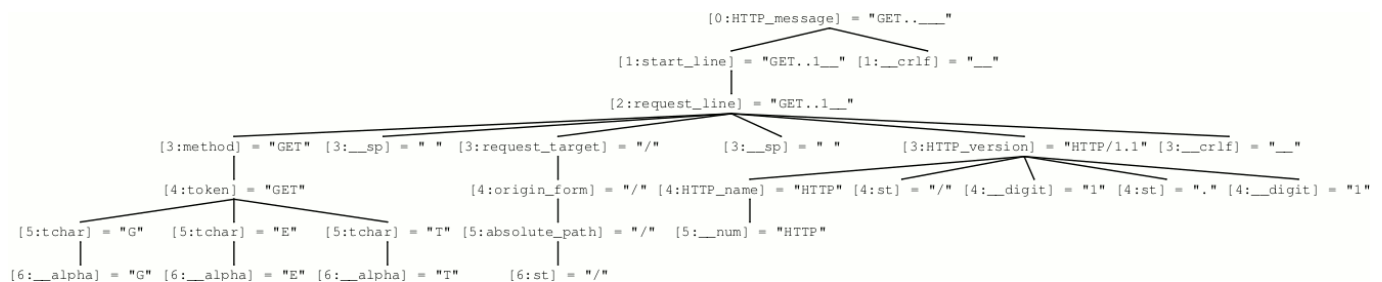 [0:HTTP_message] = "GET..___"
[1:start_line] = "GET..1__" [1:__crlf] = "__"
[2:request_line] = "GET..1__"
[3:method] = "GET" [3:__sp] = " " [3:request_target] = "/" [3:__sp] = " " [3:HTTP_version] = "HTTP/1.1" [3:__crlf] = "__"
[4:token] = "GET" [4:origin_form] = "/" [4:HTTP_name] = "HTTP" [4:st] = "/" [4:__digit] = "1" [4:st] = "." [4:__digit] = "1"
[5:tchar] = "G" [5:tchar] = "E" [5:tchar] = "T" [5:absolute_path] = "/" [5:__num] = "HTTP"
[6:__alpha] = "G" [6:__alpha] = "E" [6:__alpha] = "T" [6:st] = "/"